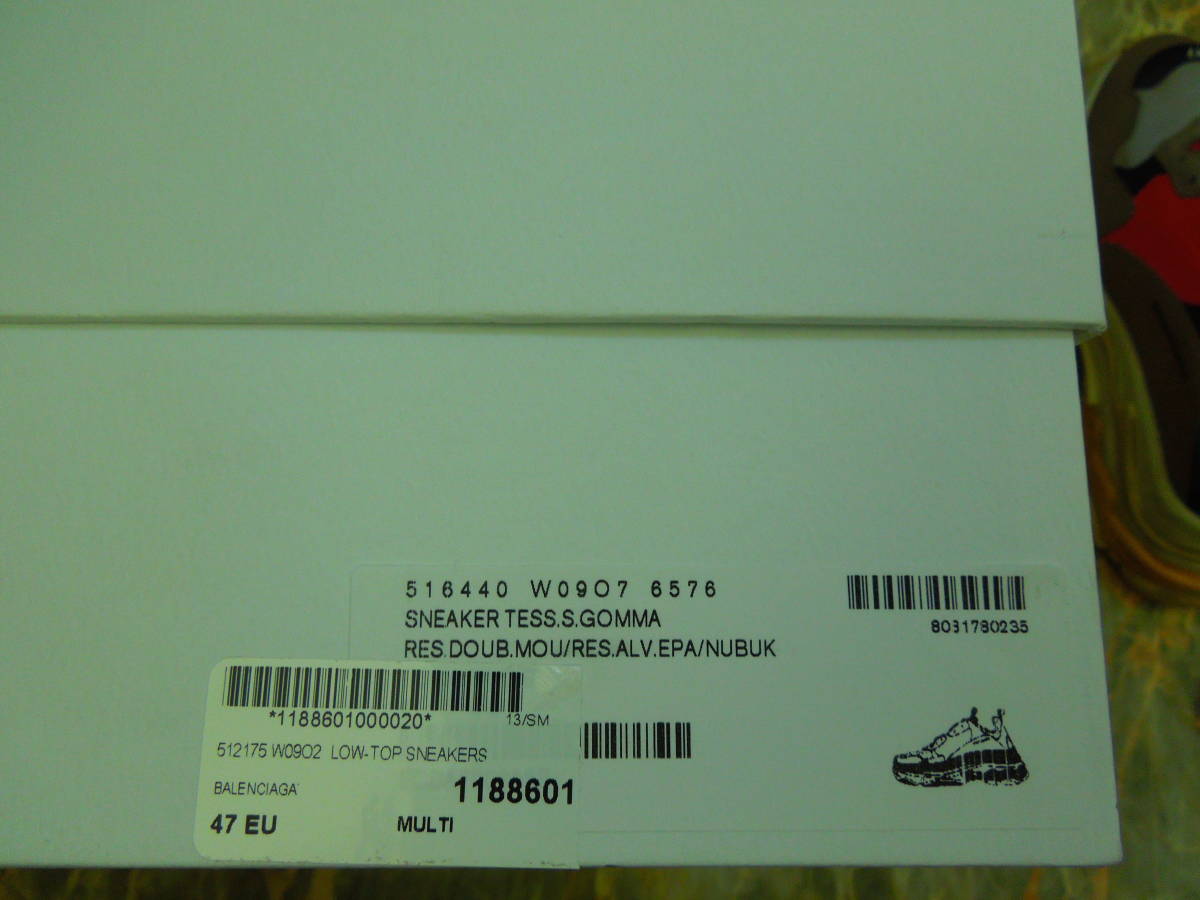 516440 W09O7 6576
SNEAKER TESS.S.GOMMA
RES.DOUB.MOU/RES.ALV.EPA/NUBUK
8031780235
*1188601000020*
13/SM
512175 W09O2 LOW-TOP SNEAKERS
BALENCIAGA
1188601
47 EU
MULTI